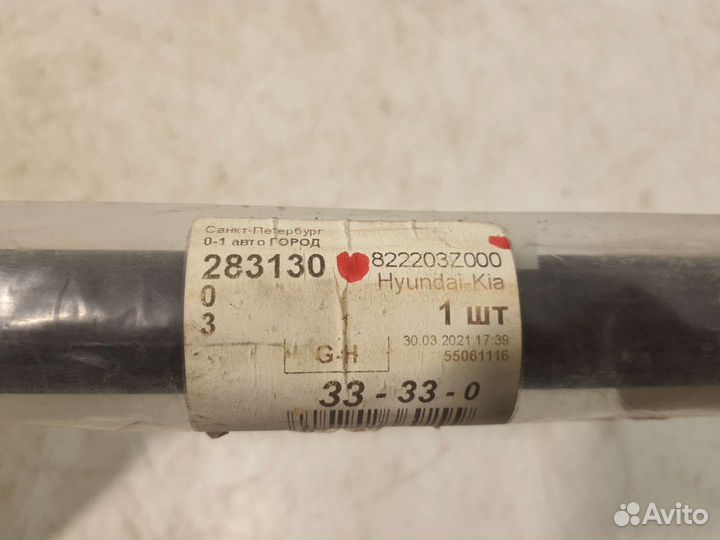 Санкт-Петербург
0-1 авто ГОРОД
283130 822203Z000
Hyundai-Kia
0
3
1 шт
30.03.2021 17:39
55061116
G-H
33 - 33 - 0
Avito